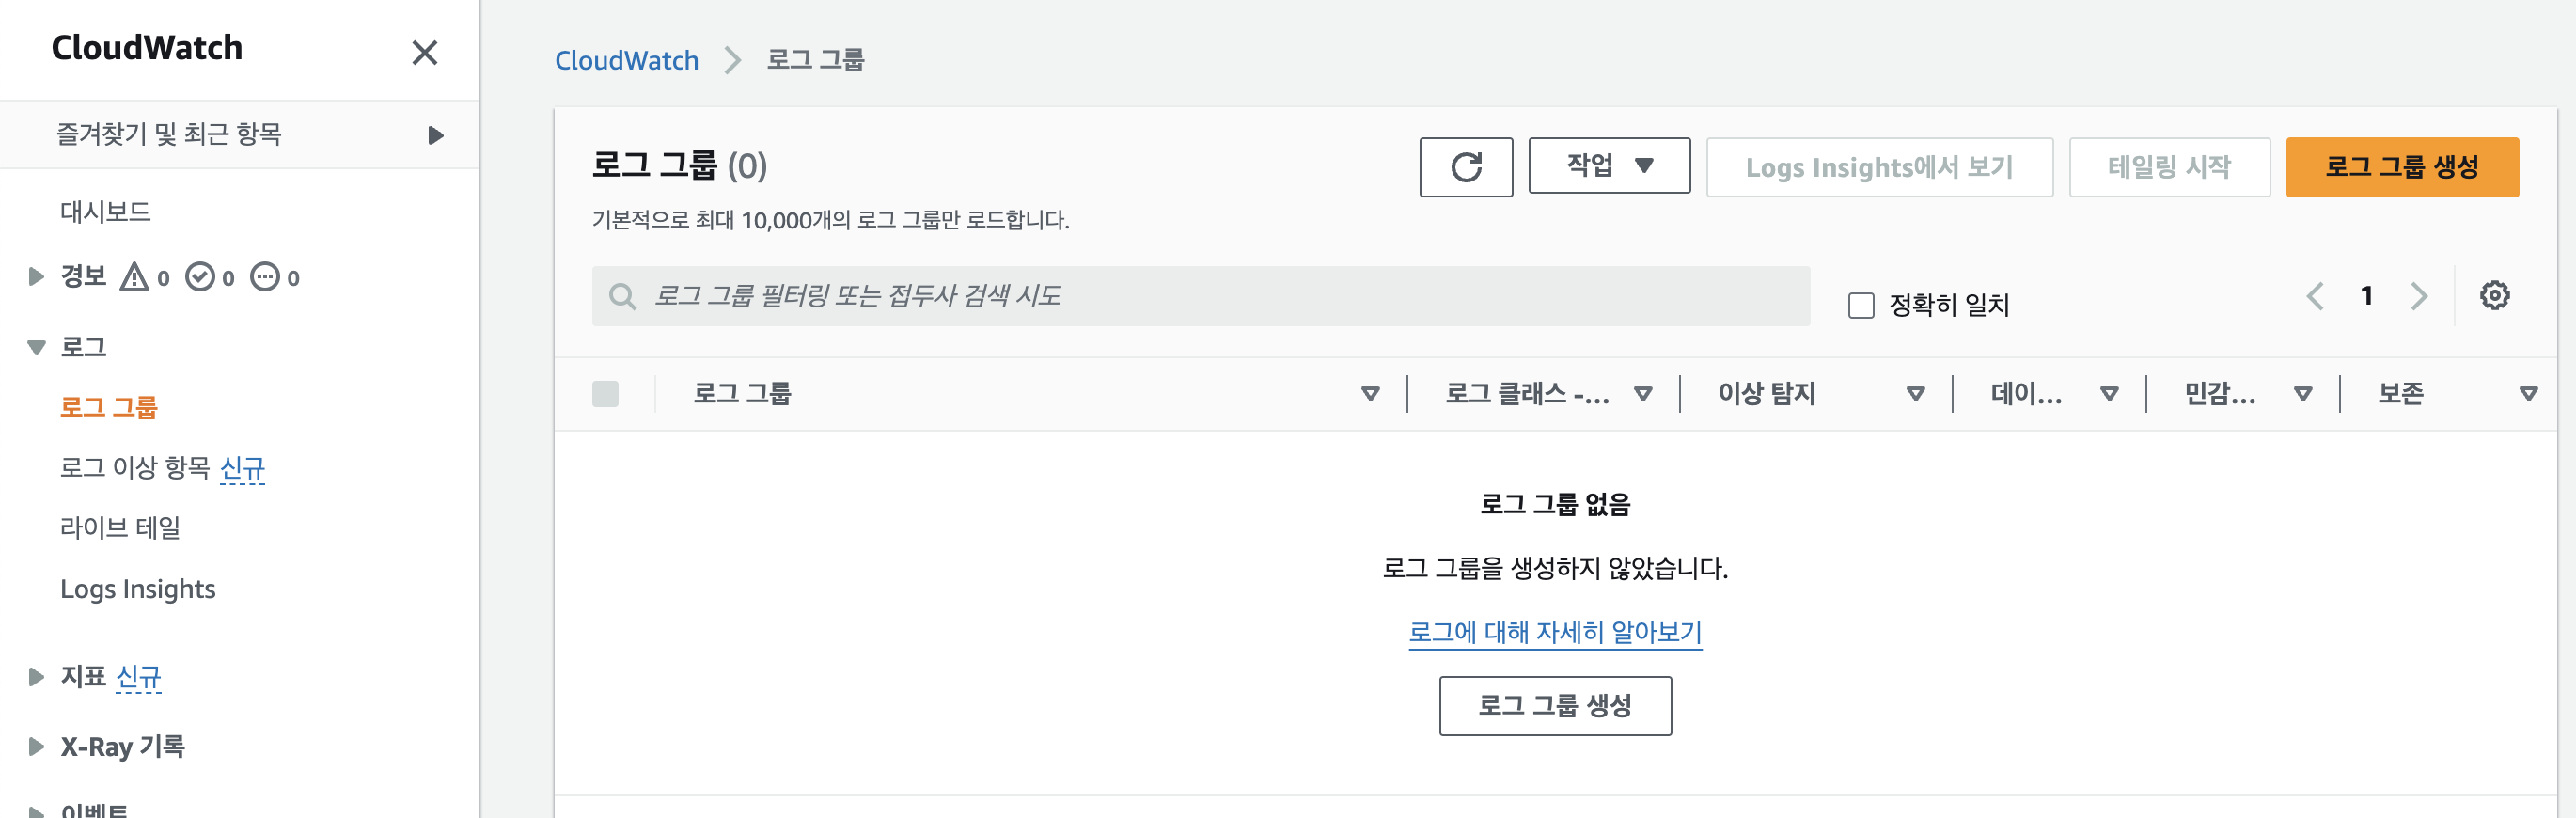 CloudWatch
즐겨찾기 및 최근 항목
대시보드
경보 0 0 0
로그
로그 그룹
로그 이상 항목 신규
라이브 테일
Logs Insights
지표 신규
X-Ray 기록
이벤트
CloudWatch 로그 그룹
로그 그룹 (0)
작업
Logs Insights에서 보기
테일링 시작
로그 그룹 생성
기본적으로 최대 10,000개의 로그 그룹만 로드합니다.
로그 그룹 필터링 또는 접두사 검색 시도
정확히 일치
1
로그 그룹 로그 클래스 -... 이상 탐지 데이... 민감... 보존
로그 그룹 없음
로그 그룹을 생성하지 않았습니다.
로그에 대해 자세히 알아보기
로그 그룹 생성